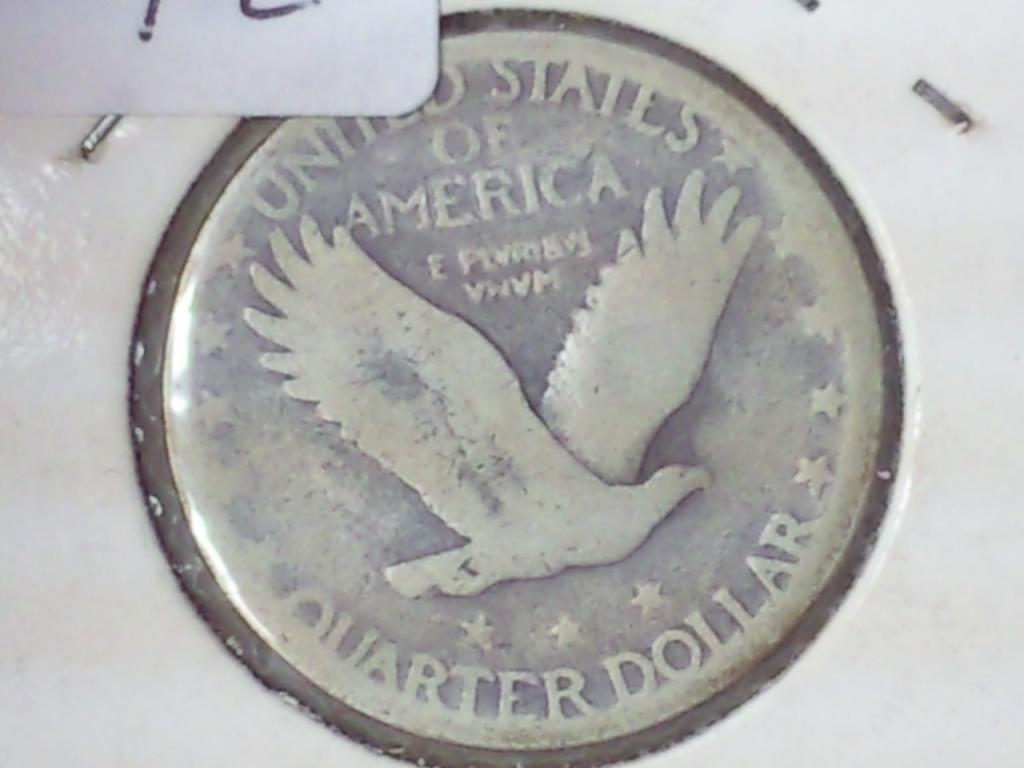 UNITED STATES
OF
AMERICA
E PLURIBUS
UNUM
QUARTER DOLLAR